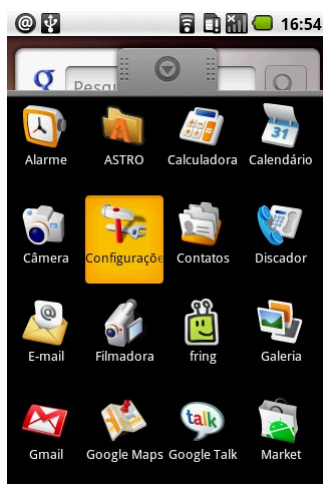 @ 16:54
g Pesqu
Alarme ASTRO Calculadora Calendário
31
Câmera Configuraçõe Contatos Discador
@
E-mail Filmadora fring Galeria
talk
Gmail Google Maps Google Talk Market